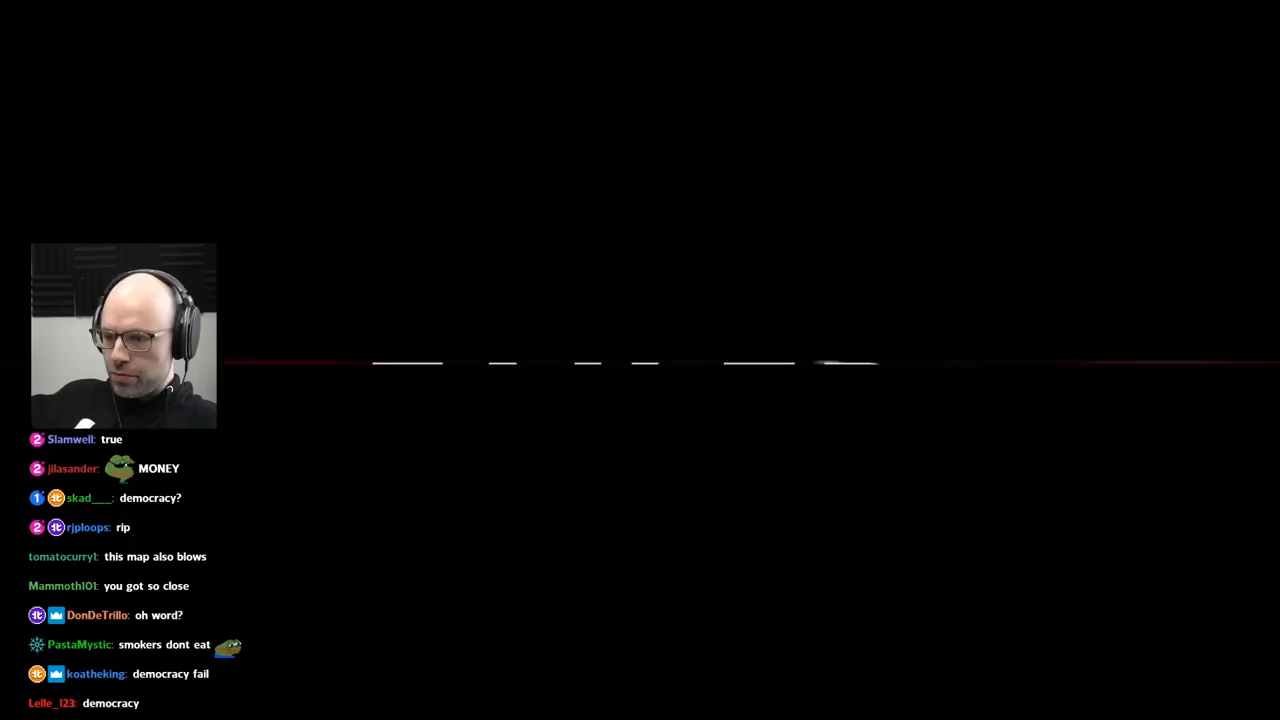 Slamwell: true
jilasander: MONEY
skad___: democracy?
rjploops: rip
tomatocurry1: this map also blows
Mammoth101: you got so close
DonDeTrillo: oh word?
PastaMystic: smokers dont eat
koatheking: democracy fail
Lelle_123: democracy